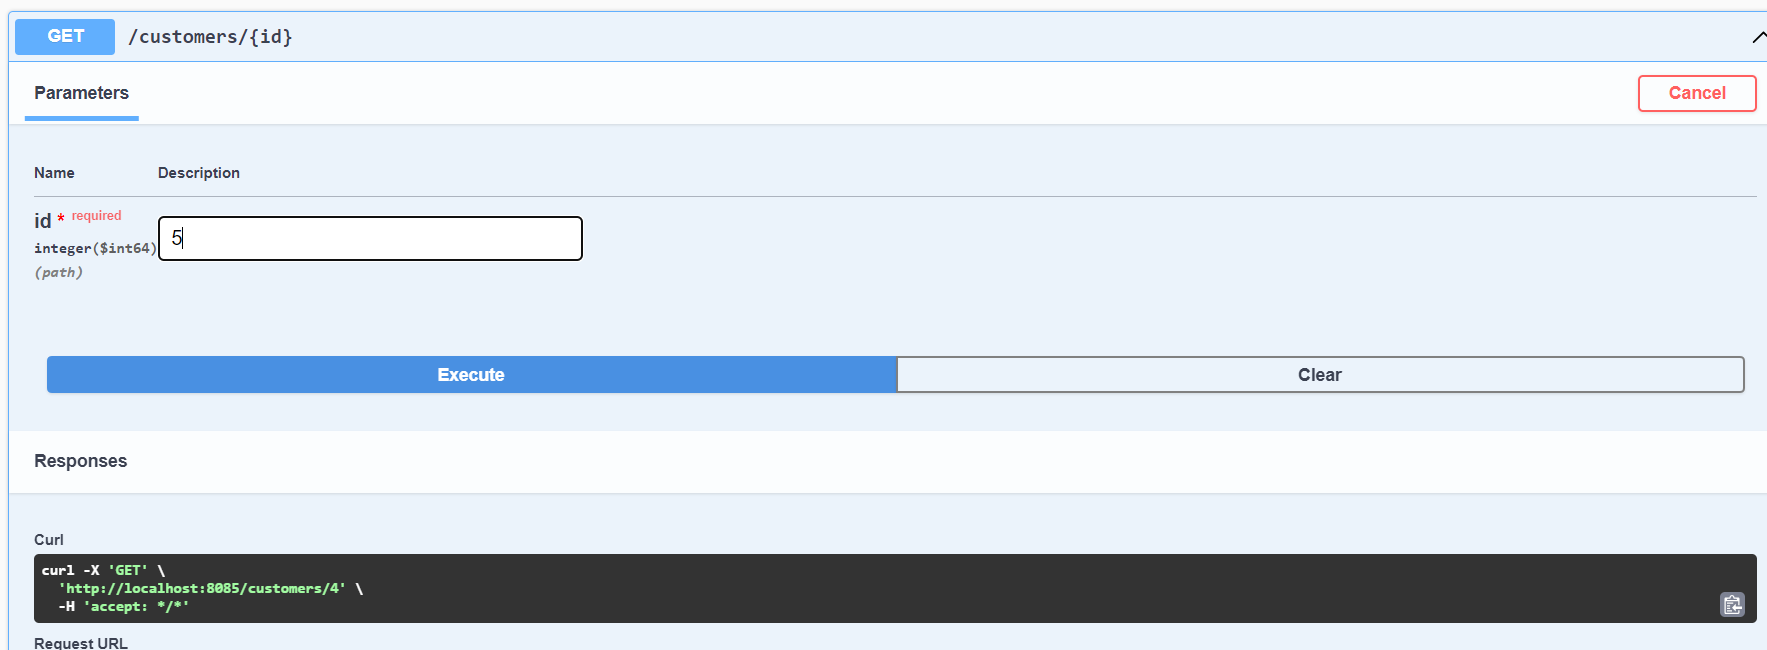 GET /customers/{id}
Parameters
Cancel
Name Description
id * required
integer($int64)
(path)
5
Execute Clear
Responses
Curl
curl -X 'GET' \
'http://localhost:8085/customers/4' \
-H 'accept: */*'
Request URL